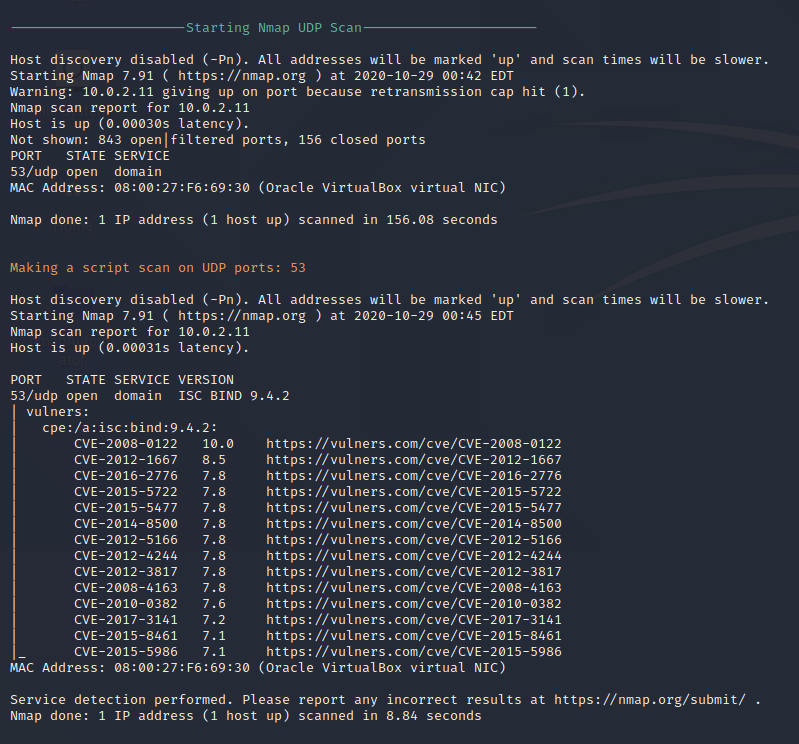 ---------------------Starting Nmap UDP Scan---------------------
Host discovery disabled (-Pn). All addresses will be marked 'up' and scan times will be slower.
Starting Nmap 7.91 ( https://nmap.org ) at 2020-10-29 00:42 EDT
Warning: 10.0.2.11 giving up on port because retransmission cap hit (1).
Nmap scan report for 10.0.2.11
Host is up (0.00030s latency).
Not shown: 843 open|filtered ports, 156 closed ports
PORT   STATE SERVICE
53/udp open  domain
MAC Address: 08:00:27:F6:69:30 (Oracle VirtualBox virtual NIC)
Nmap done: 1 IP address (1 host up) scanned in 156.08 seconds
Making a script scan on UDP ports: 53
Host discovery disabled (-Pn). All addresses will be marked 'up' and scan times will be slower.
Starting Nmap 7.91 ( https://nmap.org ) at 2020-10-29 00:45 EDT
Nmap scan report for 10.0.2.11
Host is up (0.00031s latency).
PORT   STATE SERVICE VERSION
53/udp open  domain  ISC BIND 9.4.2
| vulners:
|   cpe:/a:isc:bind:9.4.2:
|       CVE-2008-0122   10.0    https://vulners.com/cve/CVE-2008-0122
|       CVE-2012-1667   8.5     https://vulners.com/cve/CVE-2012-1667
|       CVE-2016-2776   7.8     https://vulners.com/cve/CVE-2016-2776
|       CVE-2015-5722   7.8     https://vulners.com/cve/CVE-2015-5722
|       CVE-2015-5477   7.8     https://vulners.com/cve/CVE-2015-5477
|       CVE-2014-8500   7.8     https://vulners.com/cve/CVE-2014-8500
|       CVE-2012-5166   7.8     https://vulners.com/cve/CVE-2012-5166
|       CVE-2012-4244   7.8     https://vulners.com/cve/CVE-2012-4244
|       CVE-2012-3817   7.8     https://vulners.com/cve/CVE-2012-3817
|       CVE-2008-4163   7.8     https://vulners.com/cve/CVE-2008-4163
|       CVE-2010-0382   7.6     https://vulners.com/cve/CVE-2010-0382
|       CVE-2017-3141   7.2     https://vulners.com/cve/CVE-2017-3141
|       CVE-2015-8461   7.1     https://vulners.com/cve/CVE-2015-8461
|_      CVE-2015-5986   7.1     https://vulners.com/cve/CVE-2015-5986
MAC Address: 08:00:27:F6:69:30 (Oracle VirtualBox virtual NIC)
Service detection performed. Please report any incorrect results at https://nmap.org/submit/ .
Nmap done: 1 IP address (1 host up) scanned in 8.84 seconds